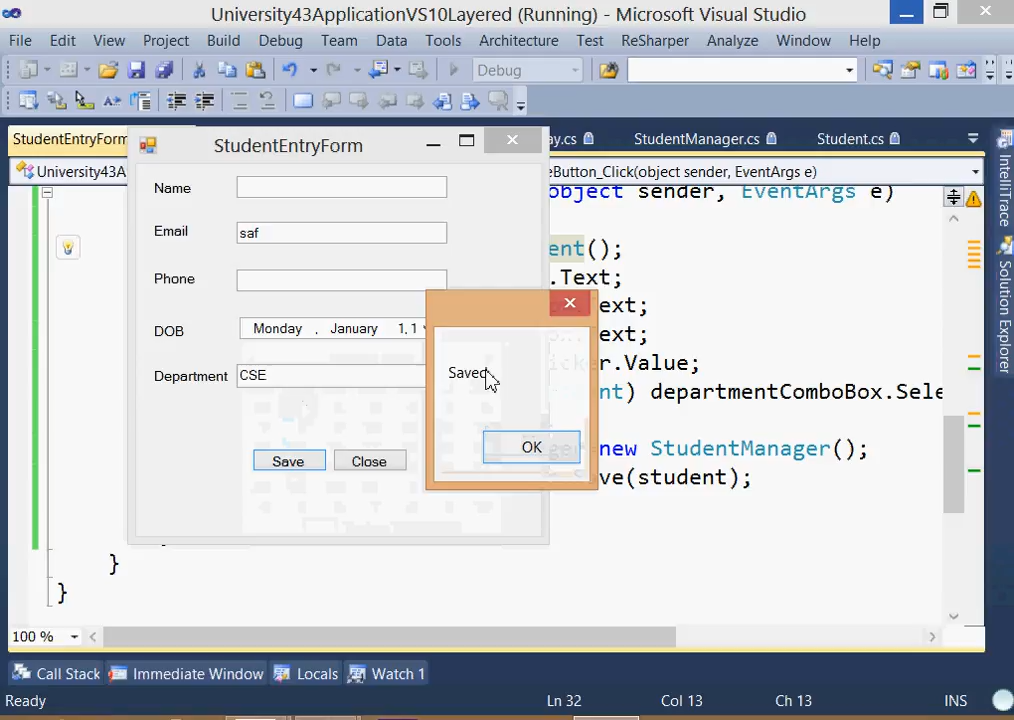 University43ApplicationVS10Layered (Running) - Microsoft Visual Studio
File Edit View Project Build Debug Team Data Tools Architecture Test ReSharper Analyze Window Help
Debug
StudentEntryForm ay.cs StudentManager.cs Student.cs
University43A eButton_Click(object sender, EventArgs e)
StudentEntryForm
Name
Email saf
Phone
DOB Monday , January 1, 1
Department CSE
Save Close
Saved
OK
object sender, EventArgs e)
ent();
.Text;
ext;
ext;
icker.Value;
nt) departmentComboBox.Sele
ger new StudentManager();
ve(student);
}
}
100 %
Call Stack Immediate Window Locals Watch 1
Ready Ln 32 Col 13 Ch 13 INS
IntelliTrace
Solution Explorer